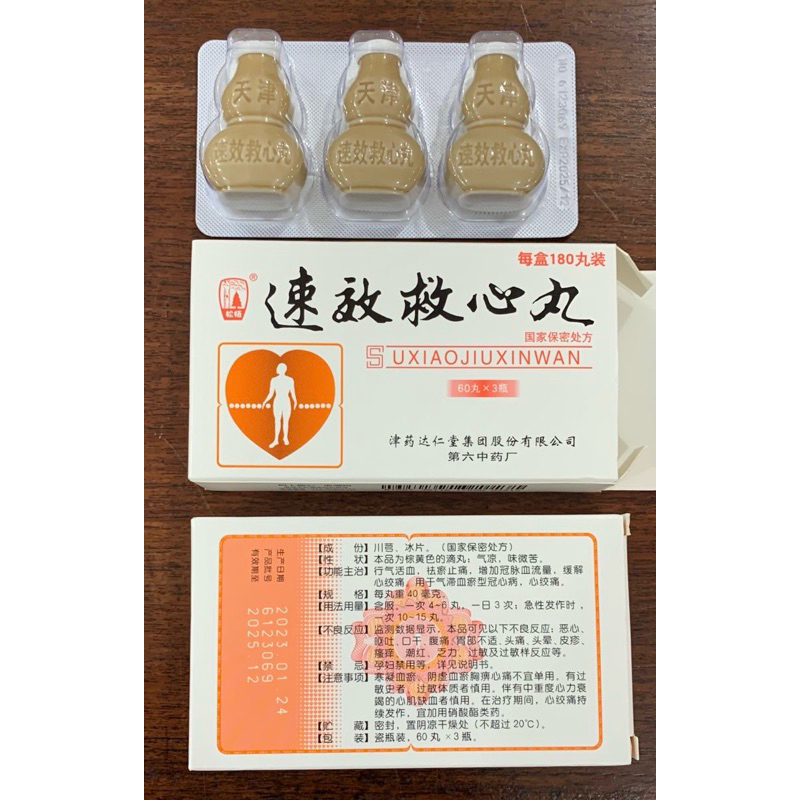 天津
天津
天津
速效救心丸
速效救心丸
速效救心丸
NO 6123069 EXP2025/12
每盒180丸装
松柏
®
速效救心丸
国家保密处方
SUXIAOJIUXINWAN
60丸×3瓶
津药达仁堂集团股份有限公司
第六中药厂
生产日期
产品批号
有效期至
2023 01 24
6123069
2025.12
【成 份】川芎、冰片。（国家保密处方）
【性 状】本品为棕黄色的滴丸；气凉，味微苦。
【功能主治】行气活血，祛瘀止痛，增加冠脉血流量，缓解
心绞痛。用于气滞血瘀型冠心病，心绞痛。
【规 格】每丸重 40 毫克。
【用法用量】含服。一次 4~6 丸，一日 3 次；急性发作时，
一次 10~15 丸。
【不良反应】监测数据显示，本品可见以下不良反应：恶心、
呕吐、口干、腹痛、胃部不适、头痛、头晕、皮疹、
瘙痒、潮红、乏力、过敏及过敏样反应等。
【禁 忌】孕妇禁用等，详见说明书。
【注意事项】寒凝血瘀、阴虚血瘀胸痹心痛不宜单用。有过
敏史者，过敏体质者慎用。伴有中重度心力衰
竭的心肌缺血者慎用。在治疗期间，心绞痛持
续发作，宜加用硝酸酯类药。
【贮 藏】密封，置阴凉干燥处（不超过 20℃）。
【包 装】瓷瓶装，60 丸×3 瓶。